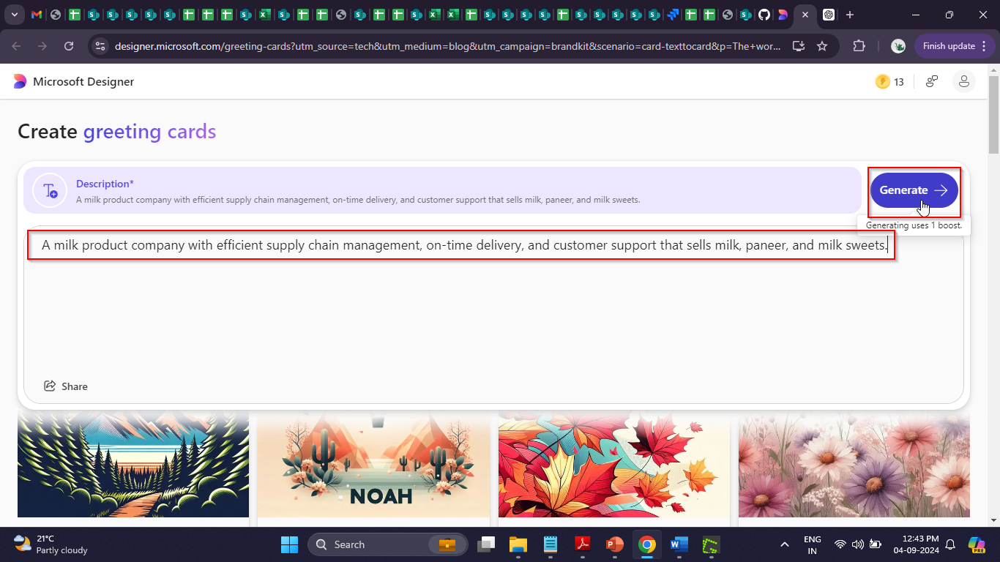 designer.microsoft.com/greeting-cards?utm_source=tech&utm_medium=blog&utm_campaign=brandkit&scenario=card-texttocard&p=The+wor...
Finish update
Microsoft Designer
13
Create greeting cards
Description*
A milk product company with efficient supply chain management, on-time delivery, and customer support that sells milk, paneer, and milk sweets.
Generate
Generating uses 1 boost.
A milk product company with efficient supply chain management, on-time delivery, and customer support that sells milk, paneer, and milk sweets.
Share
NOAH
21°C
Partly cloudy
Search
ENG
IN
12:43 PM
04-09-2024
PRE